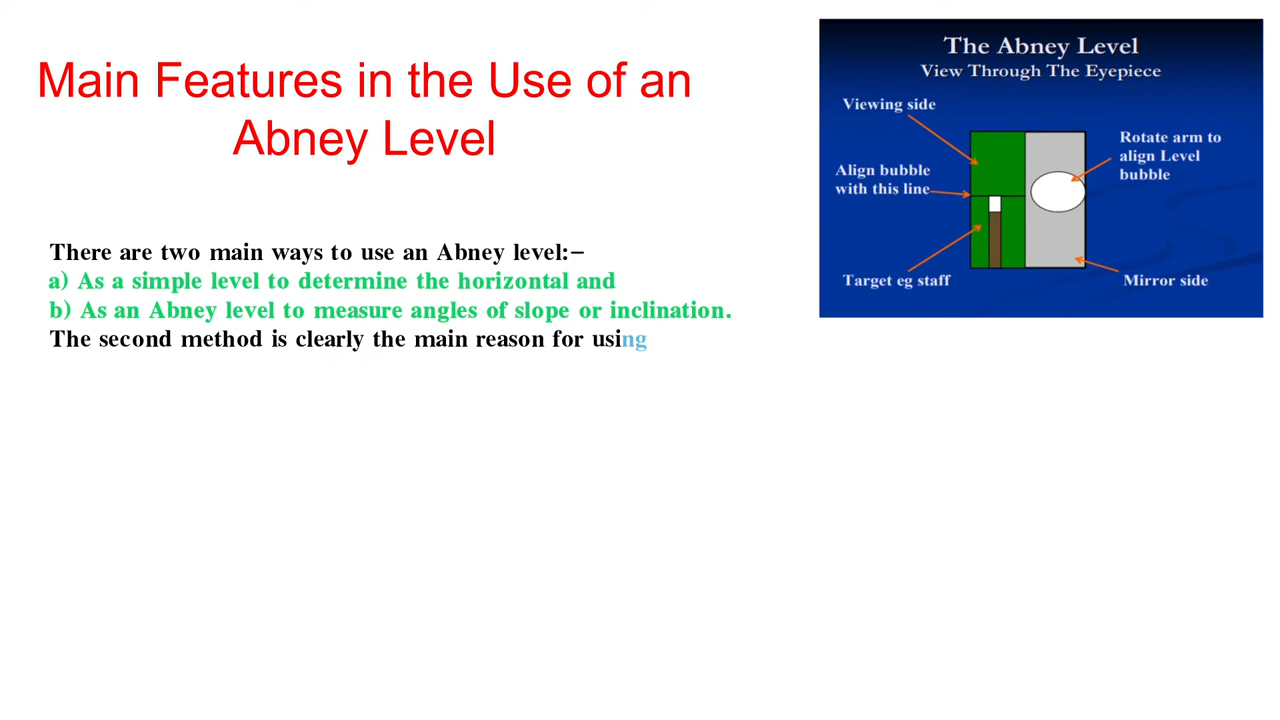 Main Features in the Use of an
Abney Level
There are two main ways to use an Abney level:−
a) As a simple level to determine the horizontal and
b) As an Abney level to measure angles of slope or inclination.
The second method is clearly the main reason for using
The Abney Level
View Through The Eyepiece
Viewing side
Rotate arm to
align Level
bubble
Align bubble
with this line
Target eg staff
Mirror side